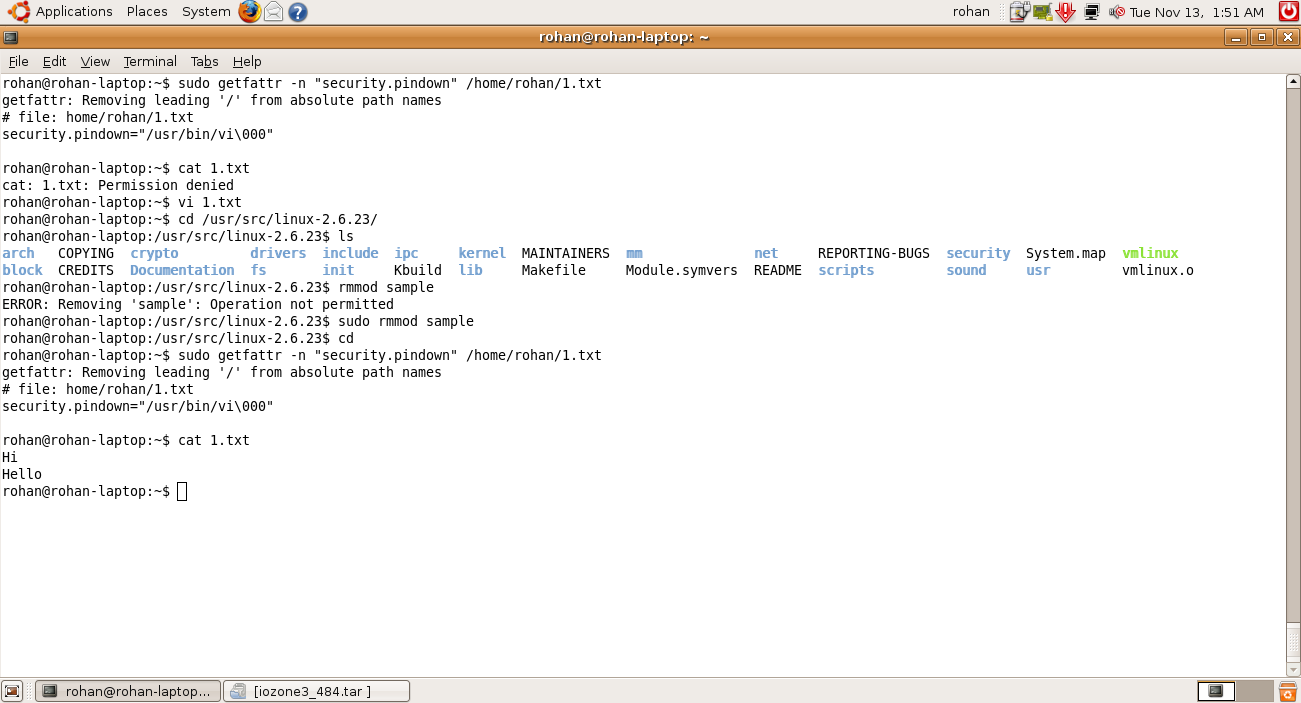 Applications Places System rohan Tue Nov 13, 1:51 AM
rohan@rohan-laptop: ~
File Edit View Terminal Tabs Help
rohan@rohan-laptop:~$ sudo getfattr -n "security.pindown" /home/rohan/1.txt
getfattr: Removing leading '/' from absolute path names
# file: home/rohan/1.txt
security.pindown="/usr/bin/vi\000"
rohan@rohan-laptop:~$ cat 1.txt
cat: 1.txt: Permission denied
rohan@rohan-laptop:~$ vi 1.txt
rohan@rohan-laptop:~$ cd /usr/src/linux-2.6.23/
rohan@rohan-laptop:/usr/src/linux-2.6.23$ ls
arch COPYING crypto drivers include ipc kernel MAINTAINERS mm net REPORTING-BUGS security System.map vmlinux
block CREDITS Documentation fs init Kbuild lib Makefile Module.symvers README scripts sound usr vmlinux.o
rohan@rohan-laptop:/usr/src/linux-2.6.23$ rmmod sample
ERROR: Removing 'sample': Operation not permitted
rohan@rohan-laptop:/usr/src/linux-2.6.23$ sudo rmmod sample
rohan@rohan-laptop:/usr/src/linux-2.6.23$ cd
rohan@rohan-laptop:~$ sudo getfattr -n "security.pindown" /home/rohan/1.txt
getfattr: Removing leading '/' from absolute path names
# file: home/rohan/1.txt
security.pindown="/usr/bin/vi\000"
rohan@rohan-laptop:~$ cat 1.txt
Hi
Hello
rohan@rohan-laptop:~$
rohan@rohan-laptop... [iozone3_484.tar ]